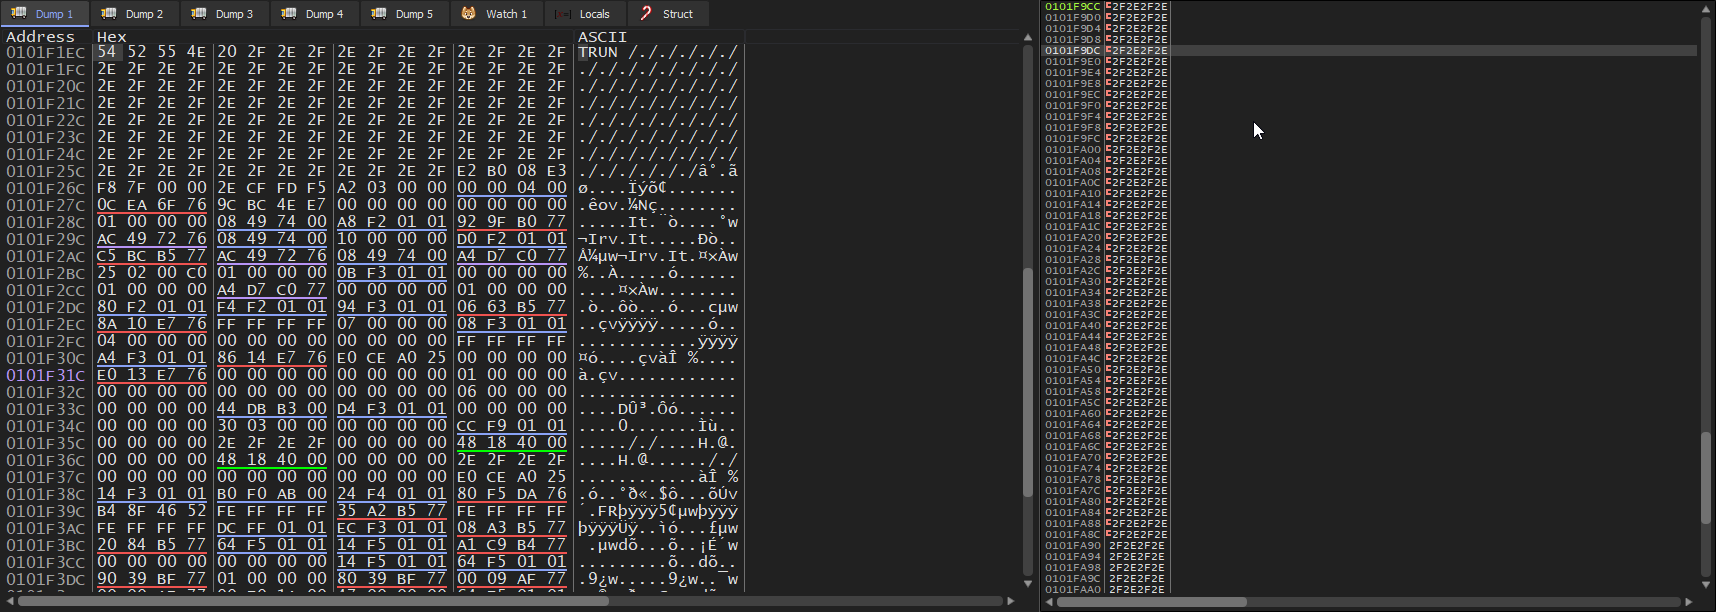 Dump 1 Dump 2 Dump 3 Dump 4 Dump 5 Watch 1 Locals Struct
Address Hex ASCII
0101F1EC 54 52 55 4E 20 2F 2E 2F 2E 2F 2E 2F 2E 2F 2E 2F TRUN /./././././
0101F1FC 2E 2F 2E 2F 2E 2F 2E 2F 2E 2F 2E 2F 2E 2F 2E 2F ./././././././././
0101F20C 2E 2F 2E 2F 2E 2F 2E 2F 2E 2F 2E 2F 2E 2F 2E 2F ./././././././././
0101F21C 2E 2F 2E 2F 2E 2F 2E 2F 2E 2F 2E 2F 2E 2F 2E 2F ./././././././././
0101F22C 2E 2F 2E 2F 2E 2F 2E 2F 2E 2F 2E 2F 2E 2F 2E 2F ./././././././././
0101F23C 2E 2F 2E 2F 2E 2F 2E 2F 2E 2F 2E 2F 2E 2F 2E 2F ./././././././././
0101F24C 2E 2F 2E 2F 2E 2F 2E 2F 2E 2F 2E 2F 2E 2F 2E 2F ./././././././././
0101F25C 2E 2F 2E 2F 2E 2F 2E 2F 2E 2F 2E 2F E2 B0 08 E3 ./././././././â°.ã
0101F26C F8 7F 00 00 2E CF FD F5 A2 03 00 00 00 00 04 00 ø....Ïýõ¢.......
0101F27C 0C EA 6F 76 9C BC 4E E7 00 00 00 00 00 00 00 00 .êov.¼Nç........
0101F28C 01 00 00 00 08 49 74 00 A8 F2 01 01 92 9F B0 77 .....It.¨ò....°w
0101F29C AC 49 72 76 08 49 74 00 10 00 00 00 D0 F2 01 01 ¬Irv.It.....Ðò..
0101F2AC C5 BC B5 77 AC 49 72 76 08 49 74 00 A4 D7 C0 77 Å¼µw¬Irv.It.¤×Àw
0101F2BC 25 02 00 C0 01 00 00 00 0B F3 01 01 00 00 00 00 %..À.....ó......
0101F2CC 01 00 00 00 A4 D7 C0 77 00 00 00 00 01 00 00 00 ....¤×Àw........
0101F2DC 80 F2 01 01 F4 F2 01 01 94 F3 01 01 06 63 B5 77 .ò..ôò...ó...cµw
0101F2EC 8A 10 E7 76 FF FF FF FF 07 00 00 00 08 F3 01 01 ..çvÿÿÿÿ.....ó..
0101F2FC 04 00 00 00 00 00 00 00 00 00 00 00 FF FF FF FF ............ÿÿÿÿ
0101F30C A4 F3 01 01 86 14 E7 76 E0 CE A0 25 00 00 00 00 ¤ó....çvàÎ %....
0101F31C E0 13 E7 76 00 00 00 00 00 00 00 00 01 00 00 00 00 à.çv............
0101F32C 00 00 00 00 00 00 00 00 00 00 00 00 06 00 00 00 ................
0101F33C 00 00 00 00 44 DB B3 00 D4 F3 01 01 00 00 00 00 ....DÛ³.Ôó......
0101F34C 00 00 00 00 30 03 00 00 00 00 00 00 CC F9 01 01 ....0.......Ìù..
0101F35C 00 00 00 00 2E 2F 2E 2F 00 00 00 00 48 18 40 00 ....././....H.@.
0101F36C 00 00 00 00 48 18 40 00 00 00 00 00 2E 2F 2E 2F ....H.@.....././
0101F37C 00 00 00 00 00 00 00 00 00 00 00 00 E0 CE A0 25 ............àÎ %
0101F38C 14 F3 01 01 B0 F0 AB 00 24 F4 01 01 80 F5 DA 76 .ó..°ð«.$ô...õÚv
0101F39C B4 8F 46 52 FE FF FF FF 35 A2 B5 77 FE FF FF FF ´.FRþÿÿÿ5¢µwþÿÿÿ
0101F3AC FE FF FF FF DC FF 01 01 EC F3 01 01 08 A3 B5 77 þÿÿÿÜÿ..ìó...£µw
0101F3BC 20 84 B5 77 64 F5 01 01 14 F5 01 01 A1 C9 B4 77 .µwdõ...õ..¡É´w
0101F3CC 00 00 00 00 00 00 00 00 14 F5 01 01 64 F5 01 01 .........õ..dõ..
0101F3DC 90 39 BF 77 01 00 00 00 80 39 BF 77 00 09 AF 77 .9¿w.....9¿w..¯w
0101F9CC 2F2E2F2E
0101F9D0 2F2E2F2E
0101F9D4 2F2E2F2E
0101F9D8 2F2E2F2E
0101F9DC 2F2E2F2E
0101F9E0 2F2E2F2E
0101F9E4 2F2E2F2E
0101F9E8 2F2E2F2E
0101F9EC 2F2E2F2E
0101F9F0 2F2E2F2E
0101F9F4 2F2E2F2E
0101F9F8 2F2E2F2E
0101F9FC 2F2E2F2E
0101FA00 2F2E2F2E
0101FA04 2F2E2F2E
0101FA08 2F2E2F2E
0101FA0C 2F2E2F2E
0101FA10 2F2E2F2E
0101FA14 2F2E2F2E
0101FA18 2F2E2F2E
0101FA1C 2F2E2F2E
0101FA20 2F2E2F2E
0101FA24 2F2E2F2E
0101FA28 2F2E2F2E
0101FA2C 2F2E2F2E
0101FA30 2F2E2F2E
0101FA34 2F2E2F2E
0101FA38 2F2E2F2E
0101FA3C 2F2E2F2E
0101FA40 2F2E2F2E
0101FA44 2F2E2F2E
0101FA48 2F2E2F2E
0101FA4C 2F2E2F2E
0101FA50 2F2E2F2E
0101FA54 2F2E2F2E
0101FA58 2F2E2F2E
0101FA5C 2F2E2F2E
0101FA60 2F2E2F2E
0101FA64 2F2E2F2E
0101FA68 2F2E2F2E
0101FA6C 2F2E2F2E
0101FA70 2F2E2F2E
0101FA74 2F2E2F2E
0101FA78 2F2E2F2E
0101FA7C 2F2E2F2E
0101FA80 2F2E2F2E
0101FA84 2F2E2F2E
0101FA88 2F2E2F2E
0101FA8C 2F2E2F2E
0101FA90 2F2E2F2E
0101FA94 2F2E2F2E
0101FA98 2F2E2F2E
0101FA9C 2F2E2F2E
0101FAA0 2F2E2F2E